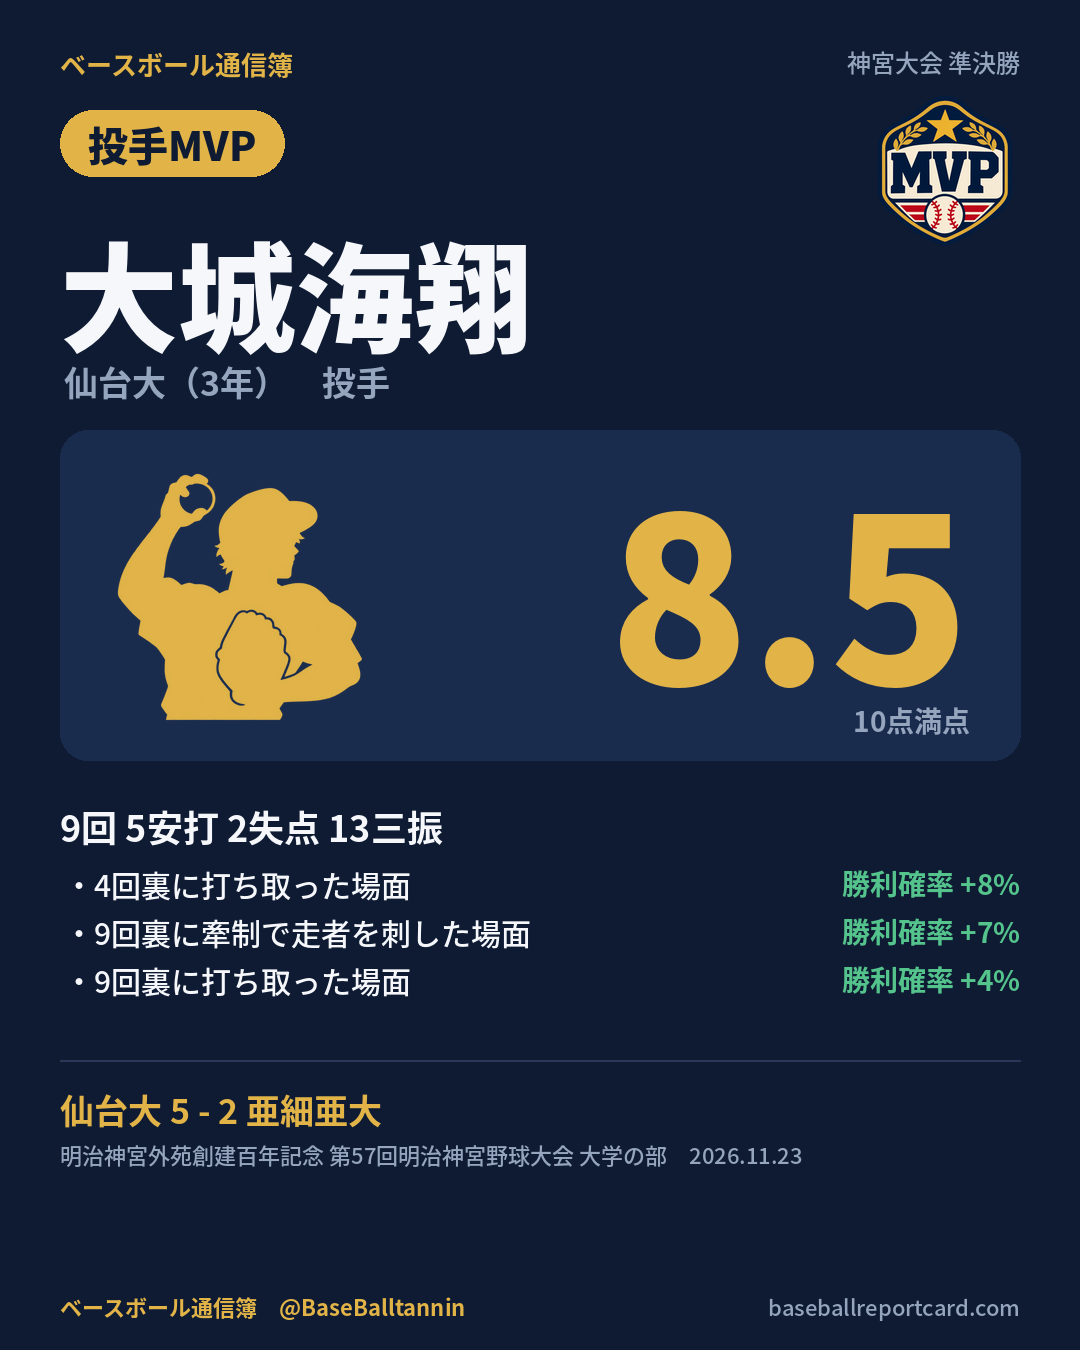 ベースボール通信簿
神宮大会 準決勝
投手MVP
MVP
大城海翔
仙台大（3年）　投手
8.5
10点満点
9回 5安打 2失点 13三振
・4回裏に打ち取った場面　勝利確率 +8%
・9回裏に牽制で走者を刺した場面　勝利確率 +7%
・9回裏に打ち取った場面　勝利確率 +4%
仙台大 5 - 2 亜細亜大
明治神宮外苑創建百年記念 第57回明治神宮野球大会 大学の部　2026.11.23
ベースボール通信簿　@BaseBalltannin
baseballreportcard.com